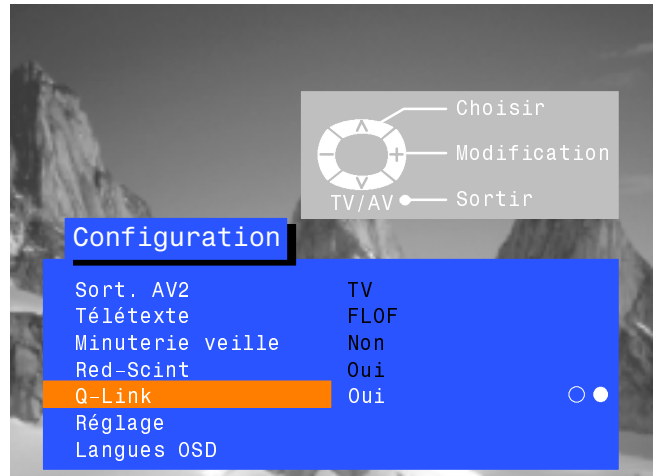 Choisir
Modification
TV/AV Sortir
Configuration
Sort. AV2 TV
Télétexte FLOF
Minuterie veille Non
Red-Scint Oui
Q-Link Oui
Réglage
Langues OSD